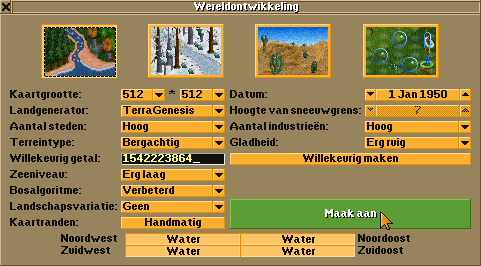 Wereldontwikkeling
Kaartgrootte: 512 * 512 Datum: 1 Jan 1950
Landgenerator: TerraGenesis Hoogte van sneeuwgrens: 7
Aantal steden: Hoog Aantal industrieën: Hoog
Terreintype: Bergachtig Gladheid: Erg ruig
Willekeurig getal: 1542223864_ Willekeurig maken
Zeeniveau: Erg laag
Bosalgoritme: Verbeterd
Landschapsvariatie: Geen Maak aan
Kaartranden: Handmatig
Noordwest Water Water Noordoost
Zuidwest Water Water Zuidoost